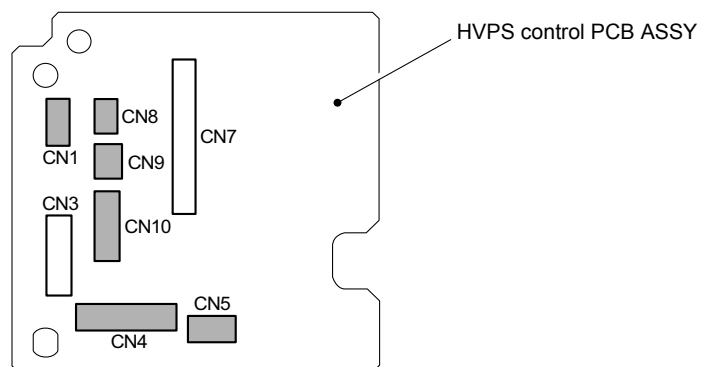 HVPS control PCB ASSY
CN8
CN7
CN1
CN9
CN3
CN10
CN5
CN4